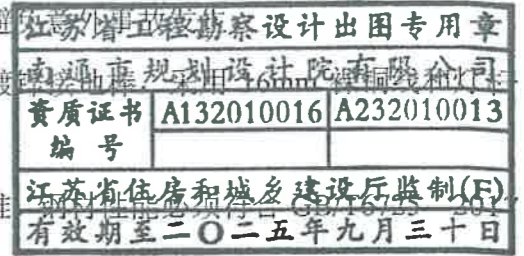 江苏省工程勘察设计出图专用章
南通市规划设计院有限公司
资质证书编号 A132010016 A232010013
江苏省住房和城乡建设厅监制(F)
有效期至二〇二五年九月三十日